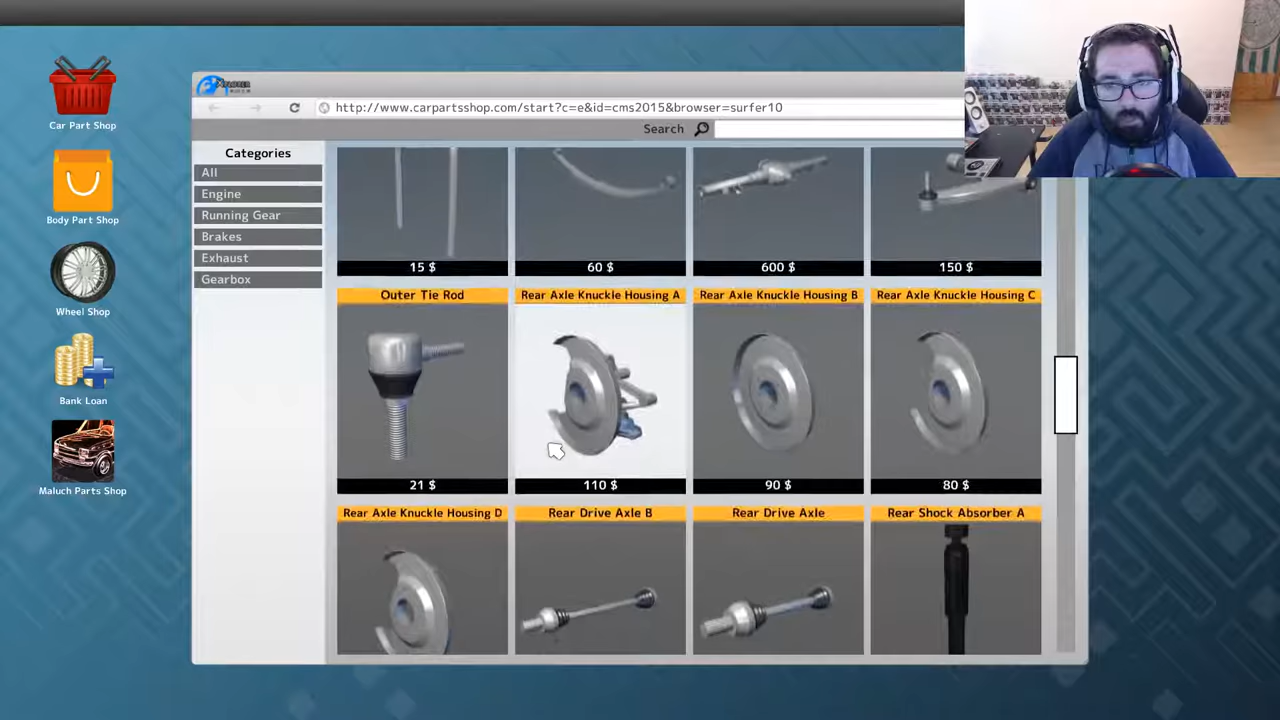 Car Part Shop
Body Part Shop
Wheel Shop
Bank Loan
Maluch Parts Shop
http://www.carpartsshop.com/start?c=e&id=cms2015&browser=surfer10
Search
Categories
All
Engine
Running Gear
Brakes
Exhaust
Gearbox
15 $
60 $
600 $
150 $
Outer Tie Rod
Rear Axle Knuckle Housing A
Rear Axle Knuckle Housing B
Rear Axle Knuckle Housing C
21 $
110 $
90 $
80 $
Rear Axle Knuckle Housing D
Rear Drive Axle B
Rear Drive Axle
Rear Shock Absorber A